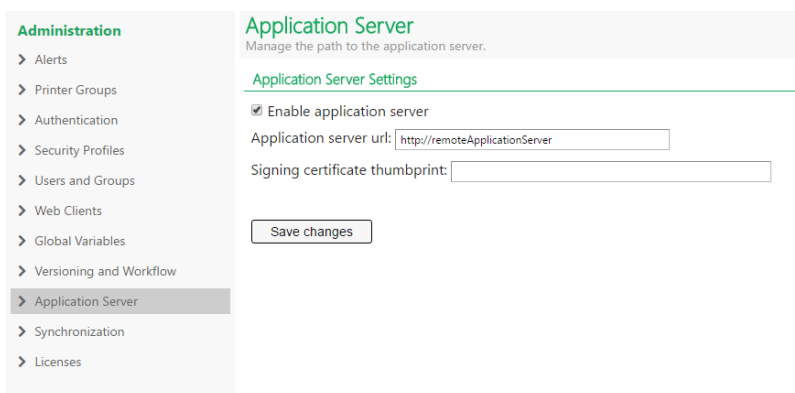 Administration
Alerts
Printer Groups
Authentication
Security Profiles
Users and Groups
Web Clients
Global Variables
Versioning and Workflow
Application Server
Synchronization
Licenses
Application Server
Manage the path to the application server.
Application Server Settings
Enable application server
Application server url: http://remoteApplicationServer
Signing certificate thumbprint:
Save changes